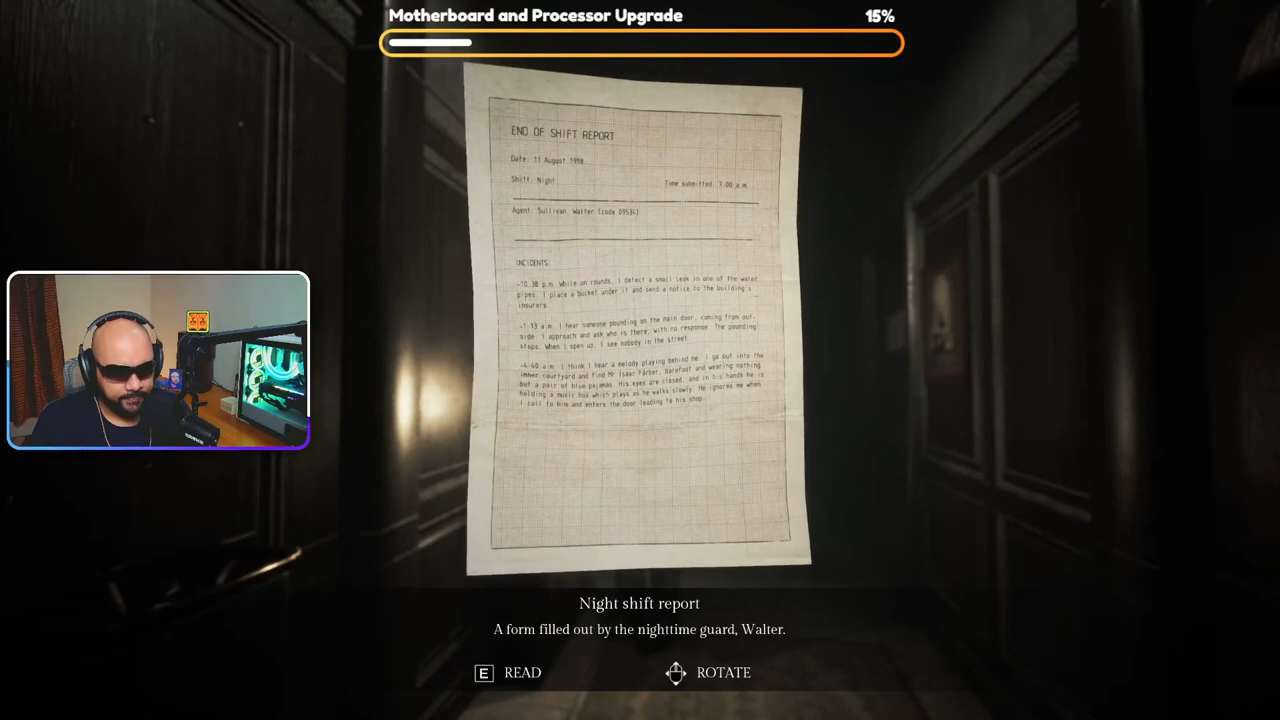 Motherboard and Processor Upgrade 15%
END OF SHIFT REPORT
Date: 11 August 1998
Shift: Night Time submitted: 7:00 a.m.
Agent: Sullivan, Walter (code 09534)
INCIDENTS:
-10:30 p.m. While on rounds, I detect a small leak in one of the water
pipes. I place a bucket under it and send a notice to the building's
insurers.
-1:13 a.m. I hear someone pounding on the main door, coming from out-
side. I approach and ask who is there, with no response. The pounding
stops. When I open up, I see nobody in the street.
-4:40 a.m. I think I hear a melody playing behind me. I go out into the
inner courtyard and find Mr Isaac Farber, barefoot and wearing nothing
but a pair of blue pajamas. His eyes are closed, and in his hands he is
holding a music box which plays as he walks slowly. He ignores me when
I call to him and enters the door leading to his shop.
Night shift report
A form filled out by the nighttime guard, Walter.
E READ ROTATE